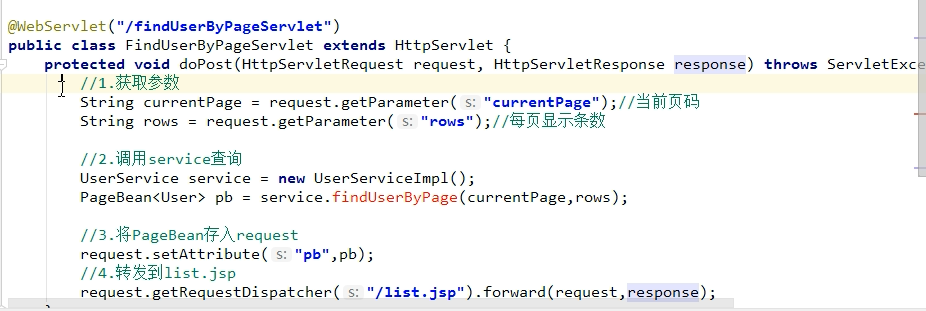 @WebServlet("/findUserByPageServlet")
public class FindUserByPageServlet extends HttpServlet {
protected void doPost(HttpServletRequest request, HttpServletResponse response) throws ServletExce
//1.获取参数
String currentPage = request.getParameter( s: "currentPage");//当前页码
String rows = request.getParameter( s: "rows");//每页显示条数
//2.调用service查询
UserService service = new UserServiceImpl();
PageBean<User> pb = service.findUserByPage(currentPage,rows);
//3.将PageBean存入request
request.setAttribute( s: "pb",pb);
//4.转发到list.jsp
request.getRequestDispatcher( s: "/list.jsp").forward(request,response);